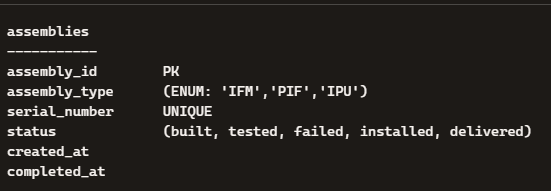 assemblies
-----------
assembly_id      PK
assembly_type    (ENUM: 'IFM','PIF','IPU')
serial_number    UNIQUE
status           (built, tested, failed, installed, delivered)
created_at
completed_at